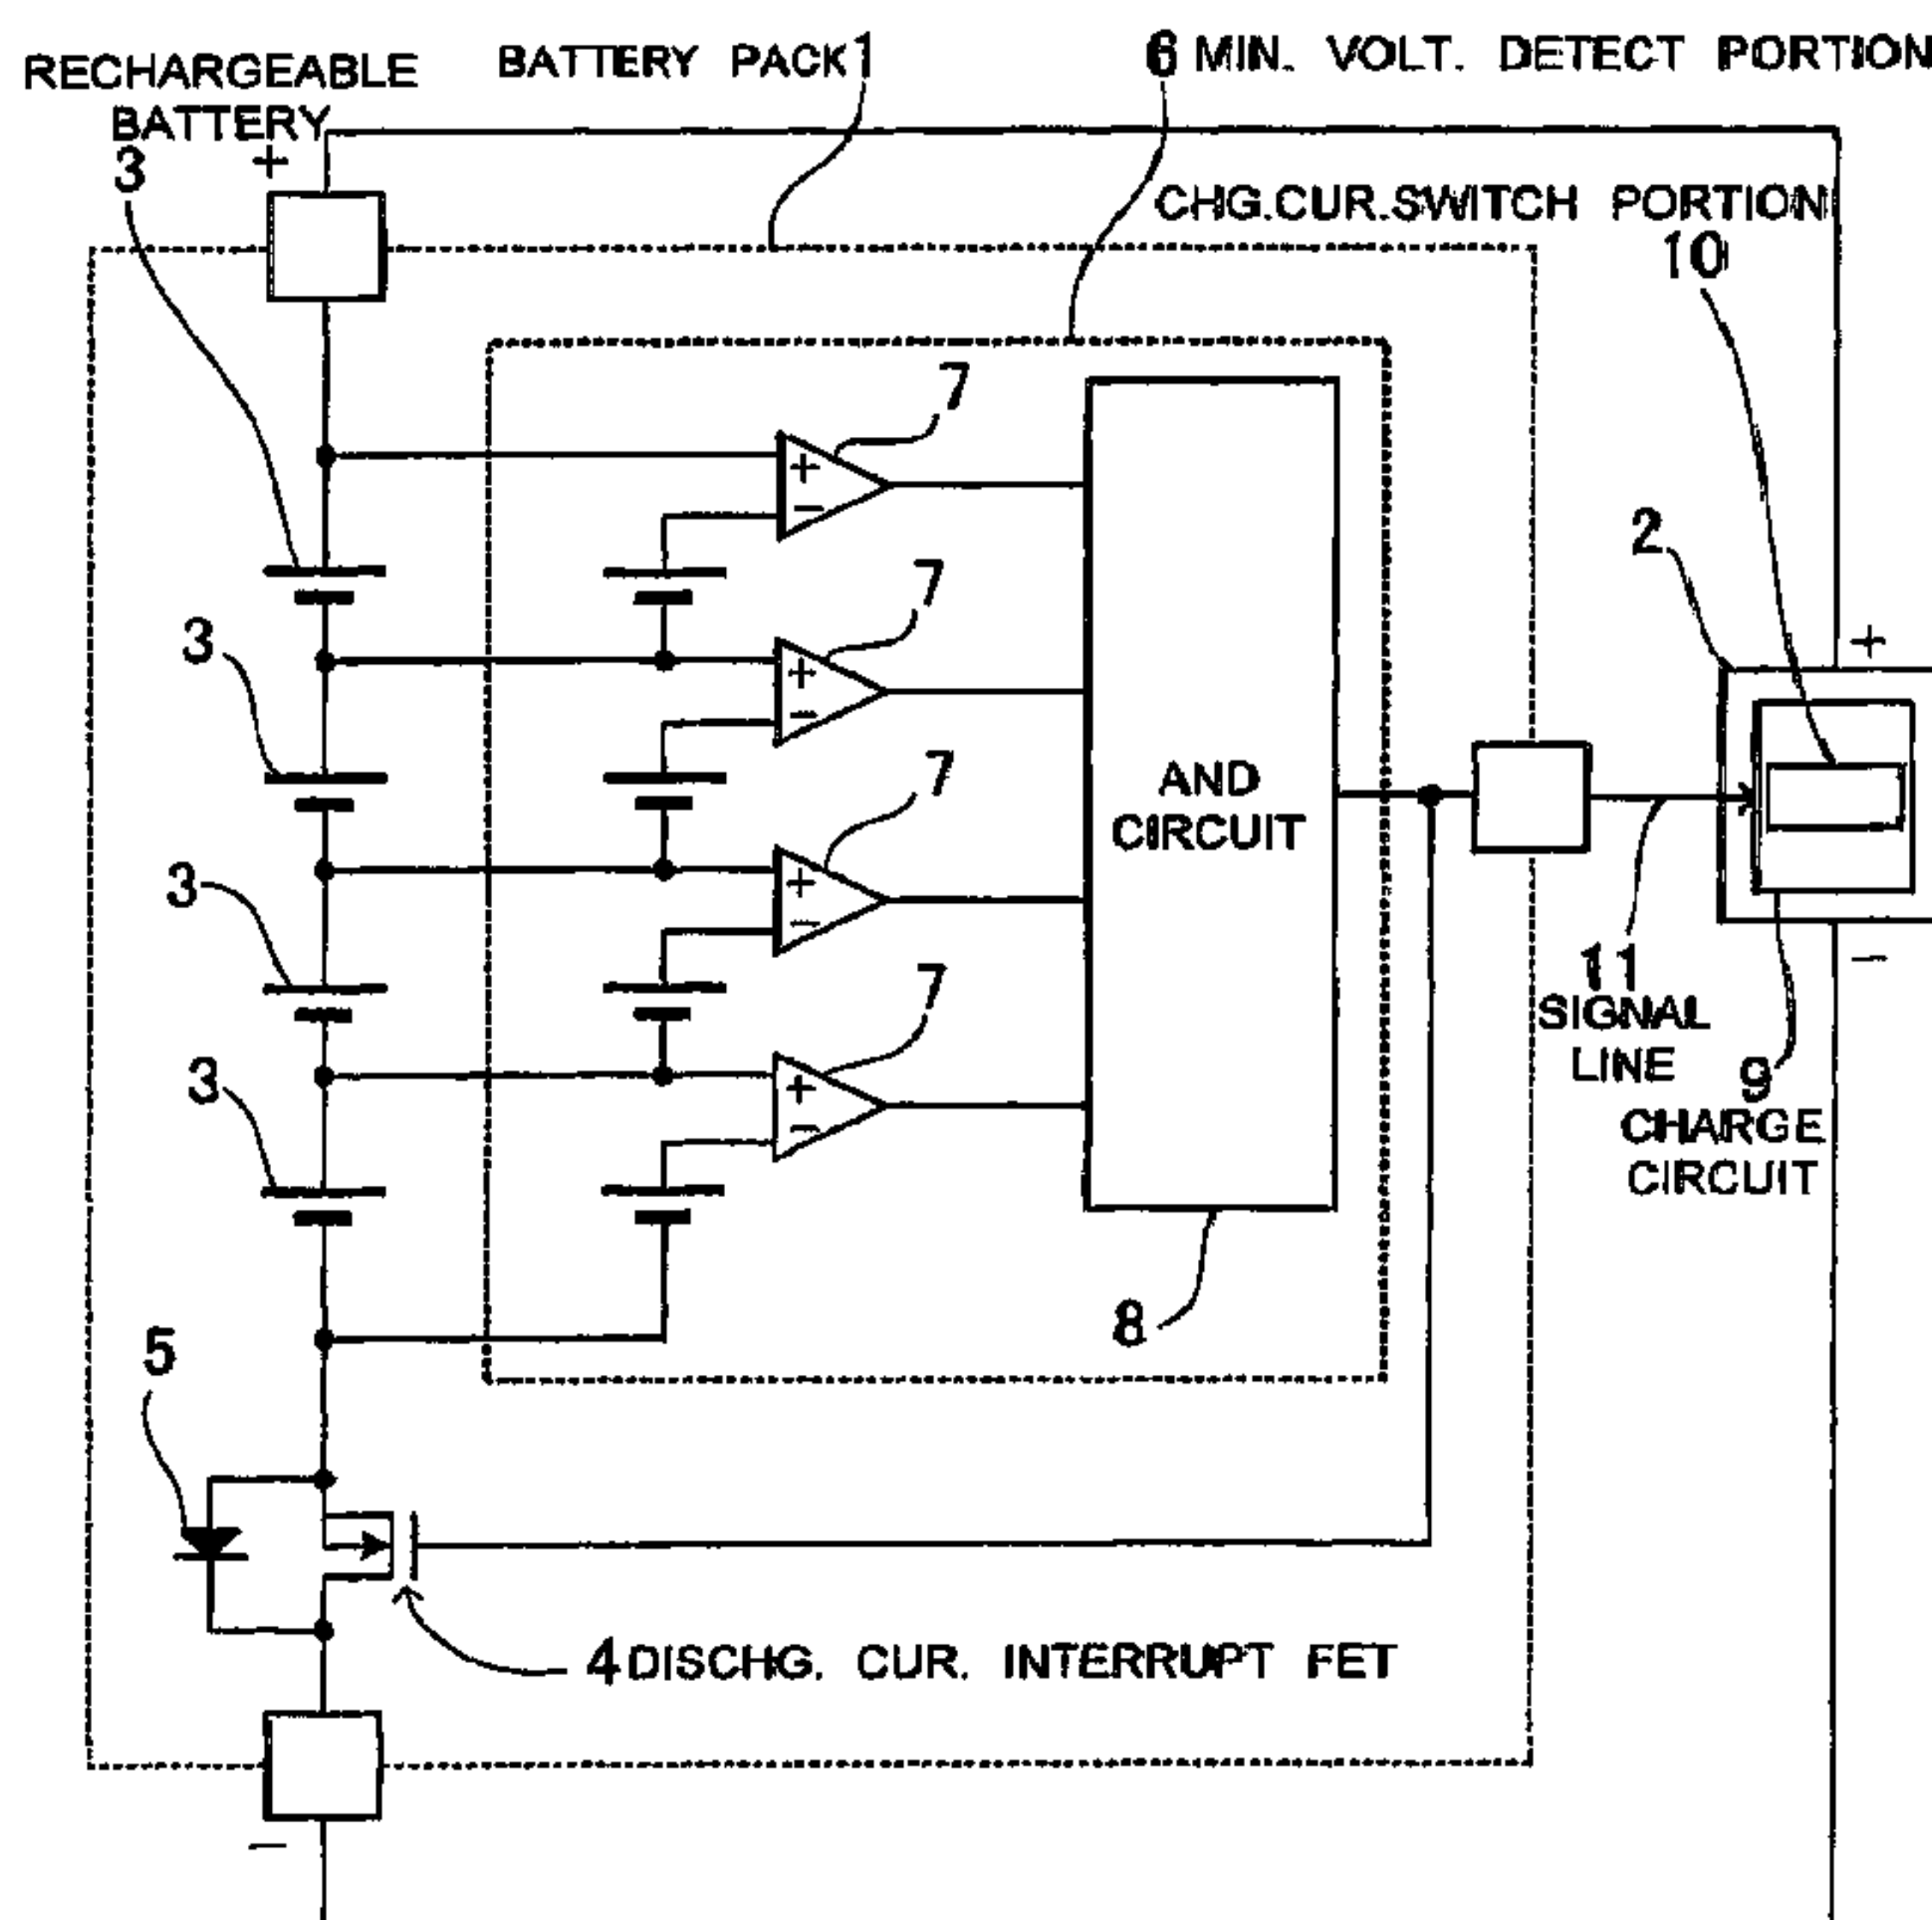 RECHARGEABLE
BATTERY
3
BATTERY PACK1
6 MIN. VOLT. DETECT PORTION
+
CHG.CUR.SWITCH PORTION
10
7
+
−
2
3
7
+
−
+
7
AND
CIRCUIT
3
+
−
11
SIGNAL
LINE
−
3
7
+
−
9
CHARGE
CIRCUIT
8
5
4 DISCHG. CUR. INTERRUPT FET
−